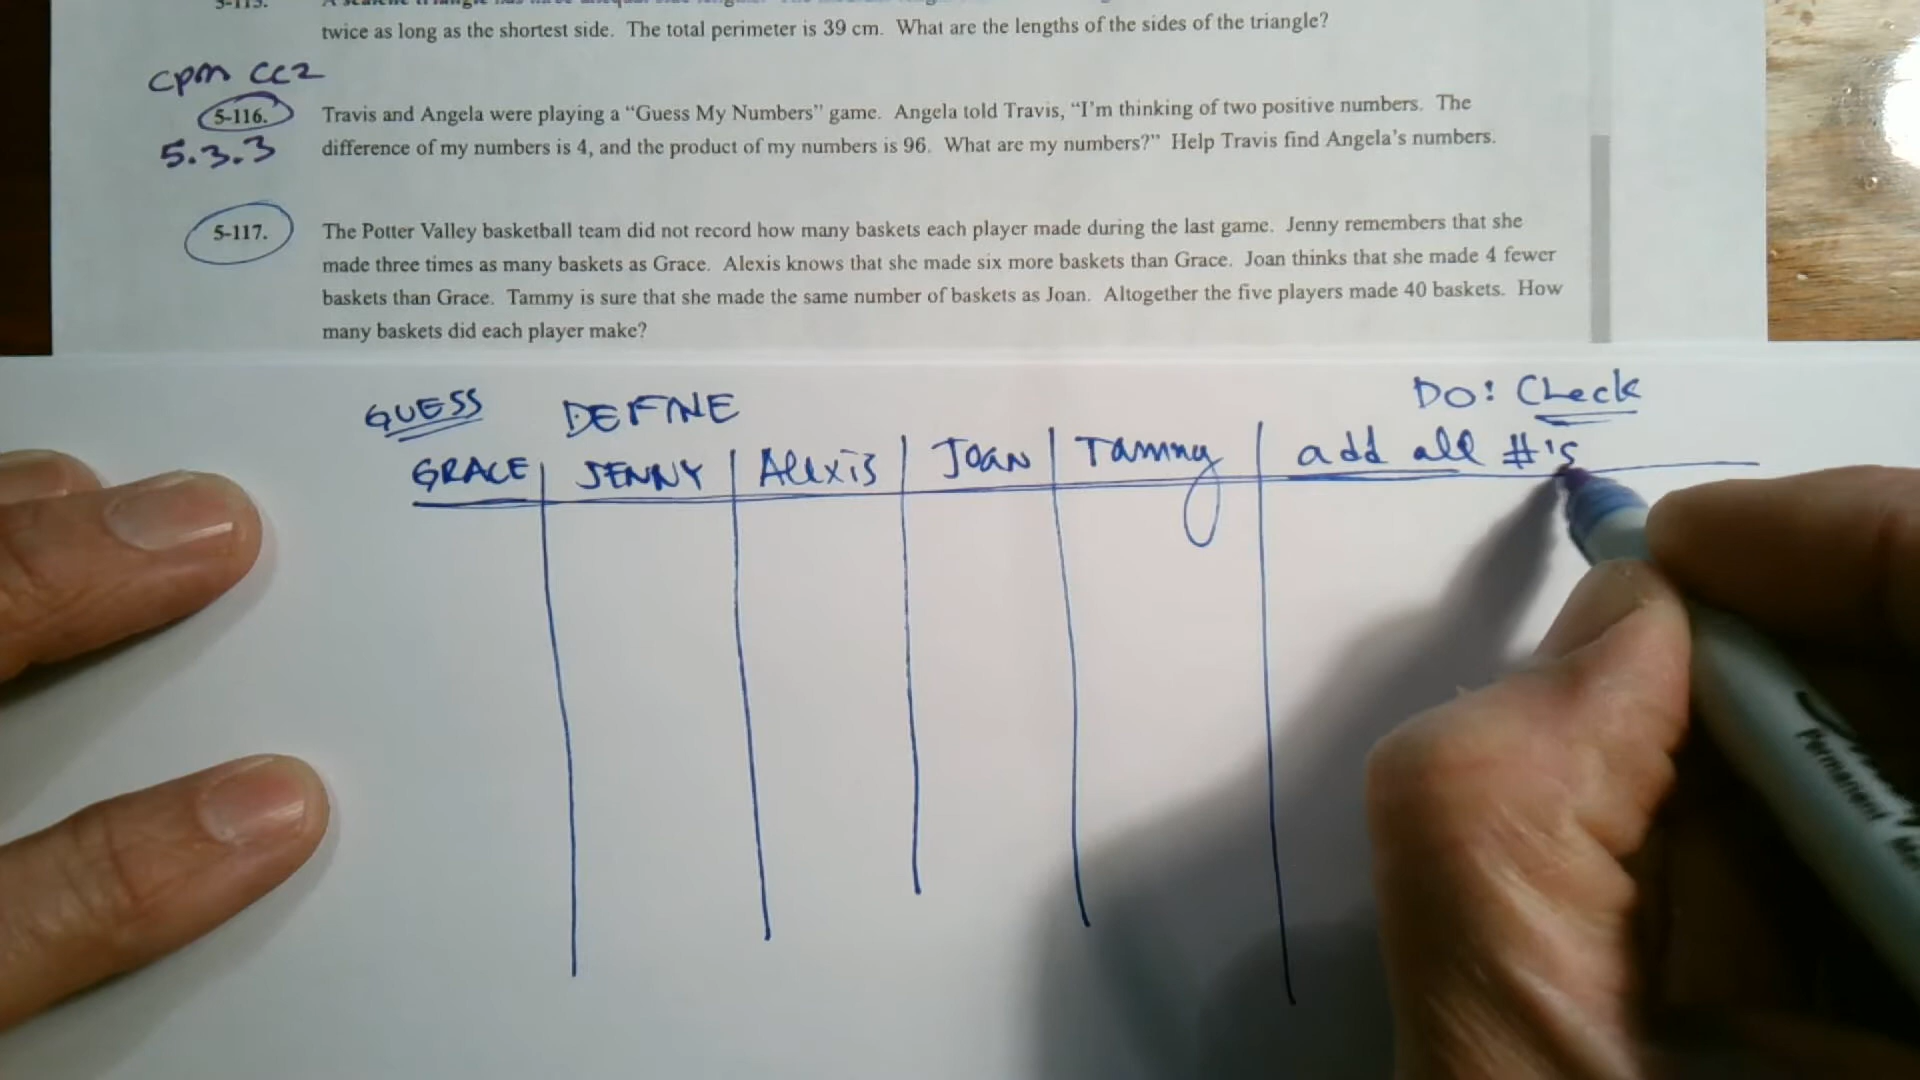 twice as long as the shortest side. The total perimeter is 39 cm. What are the lengths of the sides of the triangle?
cpm cc2
5-116. Travis and Angela were playing a “Guess My Numbers” game. Angela told Travis, “I'm thinking of two positive numbers. The
5.3.3 difference of my numbers is 4, and the product of my numbers is 96. What are my numbers?” Help Travis find Angela's numbers.
5-117. The Potter Valley basketball team did not record how many baskets each player made during the last game. Jenny remembers that she
made three times as many baskets as Grace. Alexis knows that she made six more baskets than Grace. Joan thinks that she made 4 fewer
baskets than Grace. Tammy is sure that she made the same number of baskets as Joan. Altogether the five players made 40 baskets. How
many baskets did each player make?
GUESS DEFINE DO: Check
GRACE JENNY Alexis JOAN Tammy add all #'s
Permanent